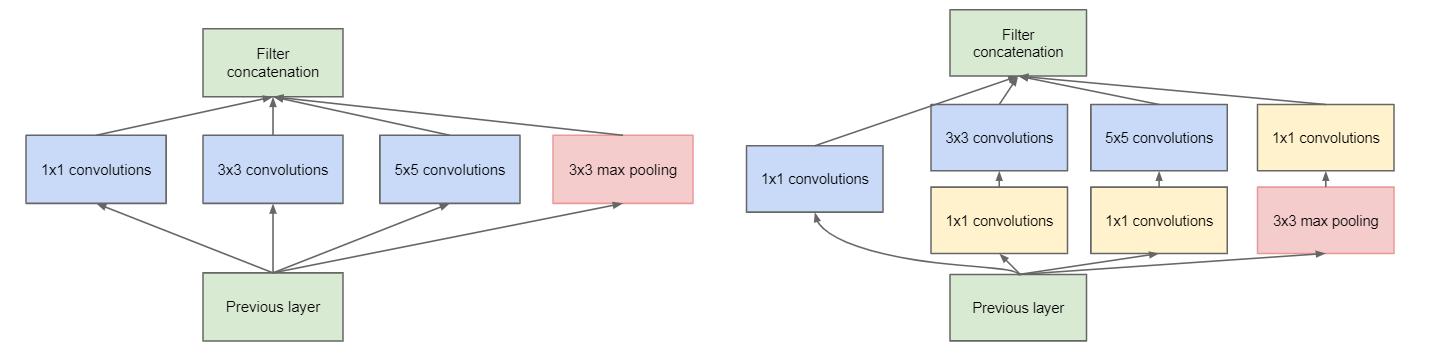 Filter
concatenation
1x1 convolutions
3x3 convolutions
5x5 convolutions
3x3 max pooling
Previous layer
Filter
concatenation
3x3 convolutions
5x5 convolutions
1x1 convolutions
1x1 convolutions
1x1 convolutions
1x1 convolutions
3x3 max pooling
Previous layer